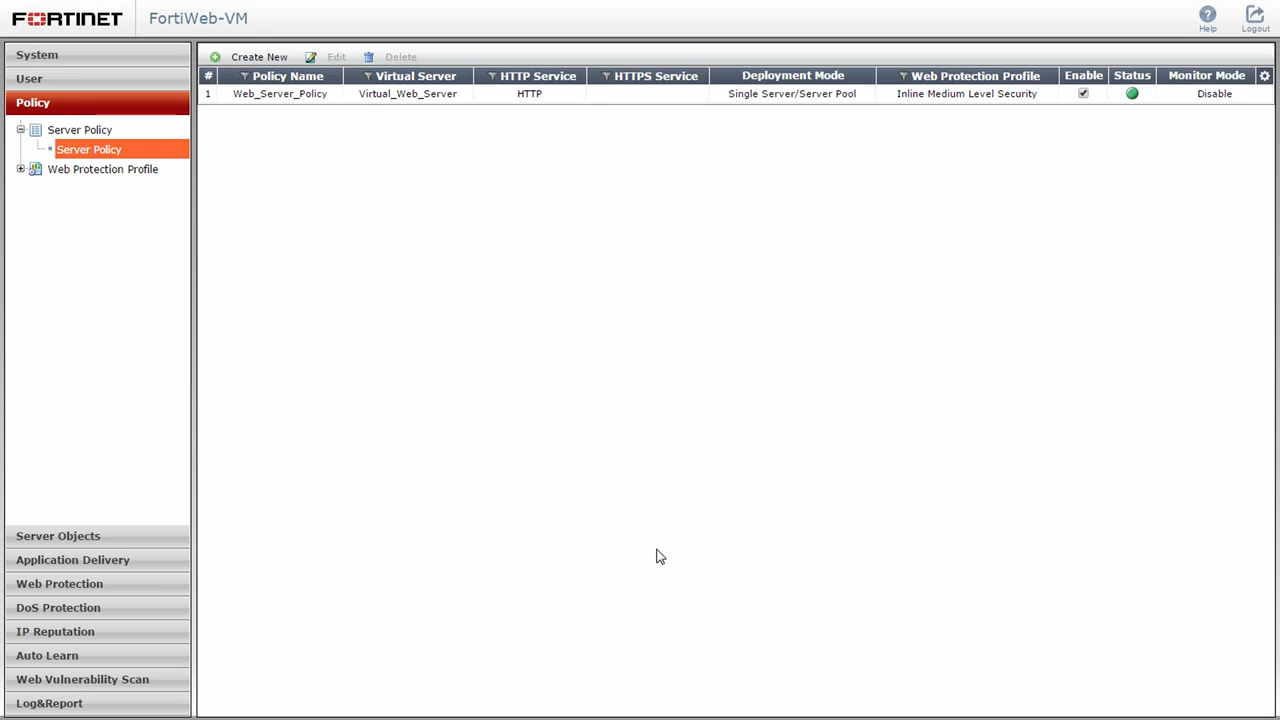 FORTINET FortiWeb-VM Help Logout
System
User
Policy
Server Policy
Server Policy
Web Protection Profile
Server Objects
Application Delivery
Web Protection
DoS Protection
IP Reputation
Auto Learn
Web Vulnerability Scan
Log&Report
Create New Edit Delete
# Policy Name Virtual Server HTTP Service HTTPS Service Deployment Mode Web Protection Profile Enable Status Monitor Mode
1 Web_Server_Policy Virtual_Web_Server HTTP Single Server/Server Pool Inline Medium Level Security Disable